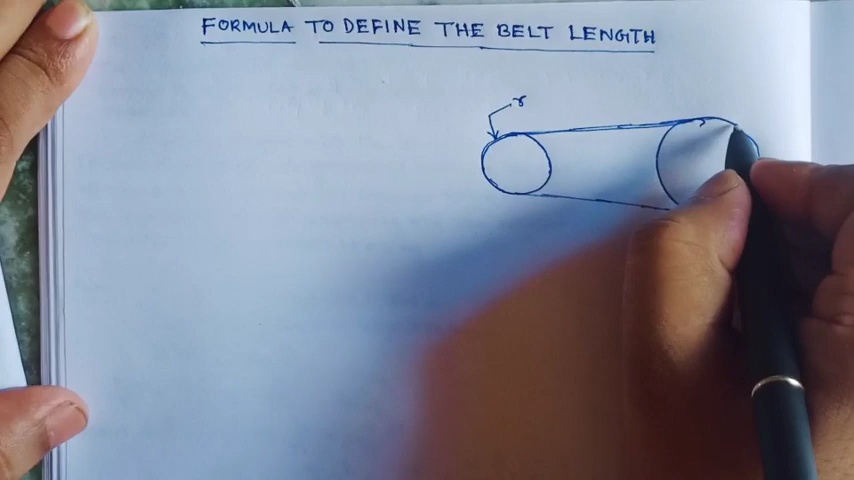 FORMULA TO DEFINE THE BELT LENGTH
r